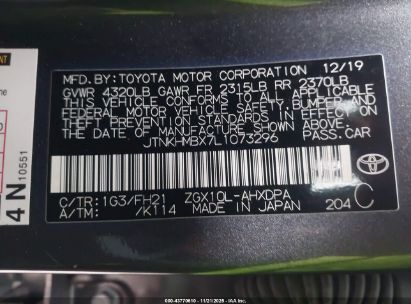 MFD.BY:TOYOTA MOTOR CORPORATION 12/19
GVWR 4320LB GAWR FR 2315LB RR 2370LB
THIS VEHICLE CONFORMS TO ALL APPLICABLE
FEDERAL MOTOR VEHICLE SAFETY, BUMPER, AND
THEFT PREVENTION STANDARDS IN EFFECT ON
THE DATE OF MANUFACTURE SHOWN ABOVE.
JTNKHMBX7L1073296 PASS.CAR
C/TR:1G3/FH21 ZGX10L-AHXDPA
A/TM: /K114 MADE IN JAPAN 204
C
TOYOTA
4 N
10551